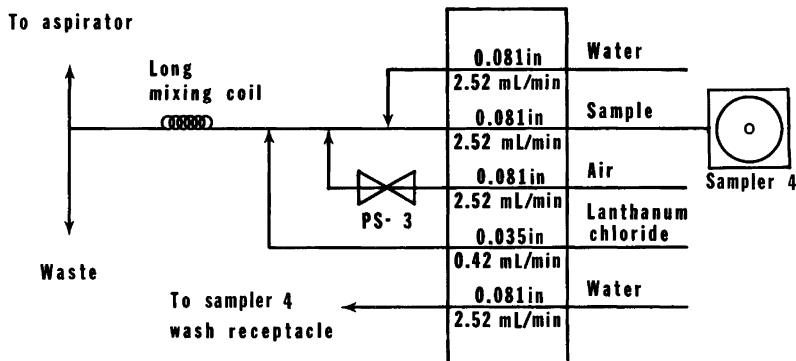 To aspirator
Long
mixing coil
0.081in
Water
2.52 mL/min
0.081in
Sample
2.52 mL/min
Sampler 4
0.081in
Air
2.52 mL/min
PS- 3
Lanthanum
chloride
0.035in
0.42 mL/min
Waste
To sampler 4
wash receptacle
0.081in
Water
2.52 mL/min